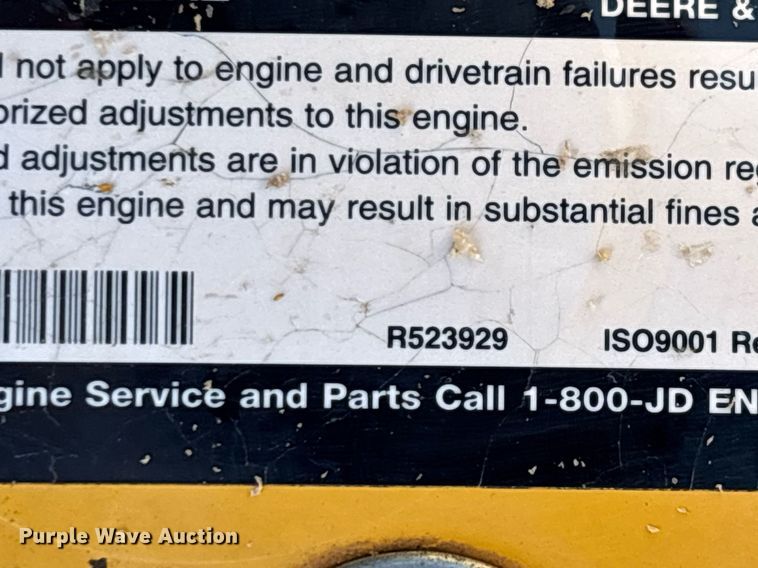 DEERE &
not apply to engine and drivetrain failures resu
orized adjustments to this engine.
d adjustments are in violation of the emission re
this engine and may result in substantial fines a
R523929 ISO9001 Re
gine Service and Parts Call 1-800-JD EN
Purple Wave Auction